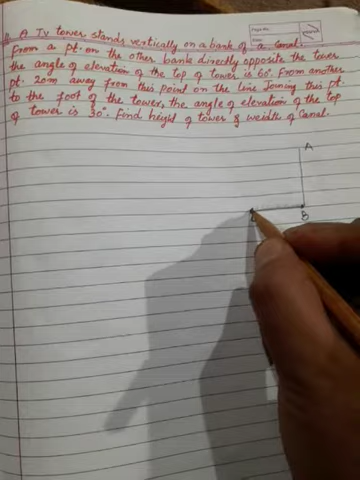 A TV tower stands vertically on a bank of a canal.
From a pt. on the other bank directly opposite the tower
the angle of elevation of the top of tower is 60°. From another
pt. 20m away from this point on the line Joining this pt.
to the foot of the tower, the angle of elevation of the top
of tower is 30°. Find height of tower & weidth of Canal.
A
B